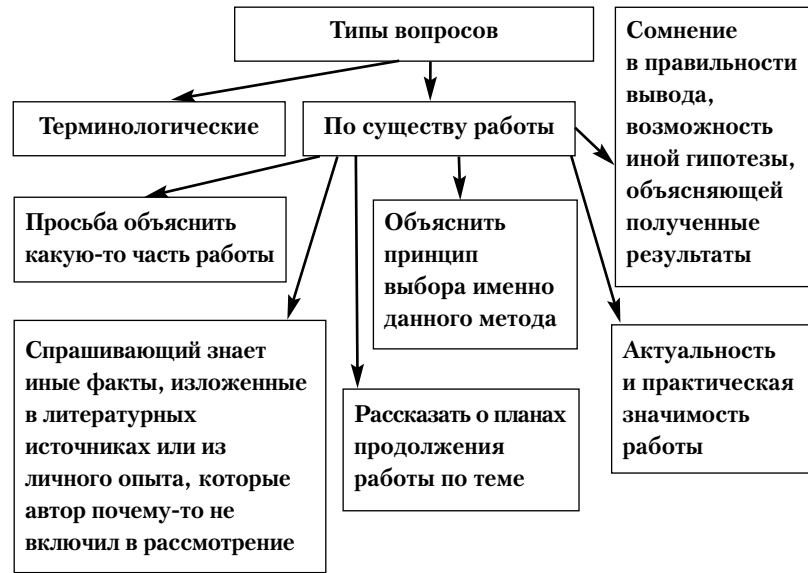 Типы вопросов
Терминологические
По существу работы
Сомнение
в правильности
вывода,
возможность
иной гипотезы,
объясняющей
полученные
результаты
Просьба объяснить
какую-то часть работы
Объяснить
принцип
выбора именно
данного метода
Спрашивающий знает
иные факты, изложенные
в литературных
источниках или из
личного опыта, которые
автор почему-то не
включил в рассмотрение
Рассказать о планах
продолжения
работы по теме
Актуальность
и практическая
значимость
работы